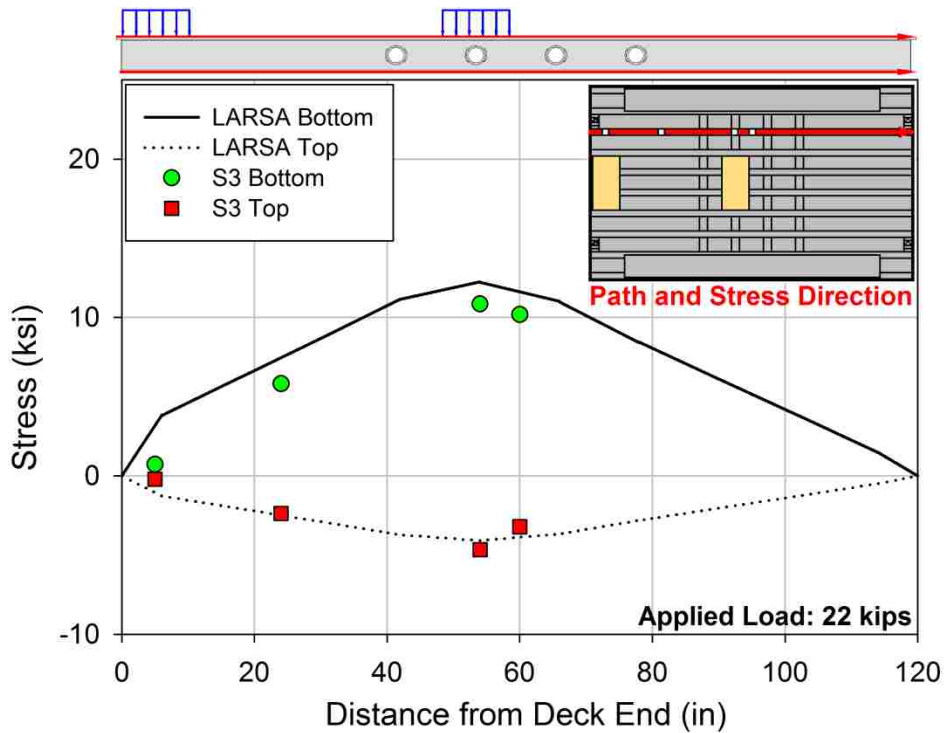 LARSA Bottom
LARSA Top
S3 Bottom
S3 Top
Path and Stress Direction
20
10
0
-10
Stress (ksi)
Applied Load: 22 kips
0 20 40 60 80 100 120
Distance from Deck End (in)